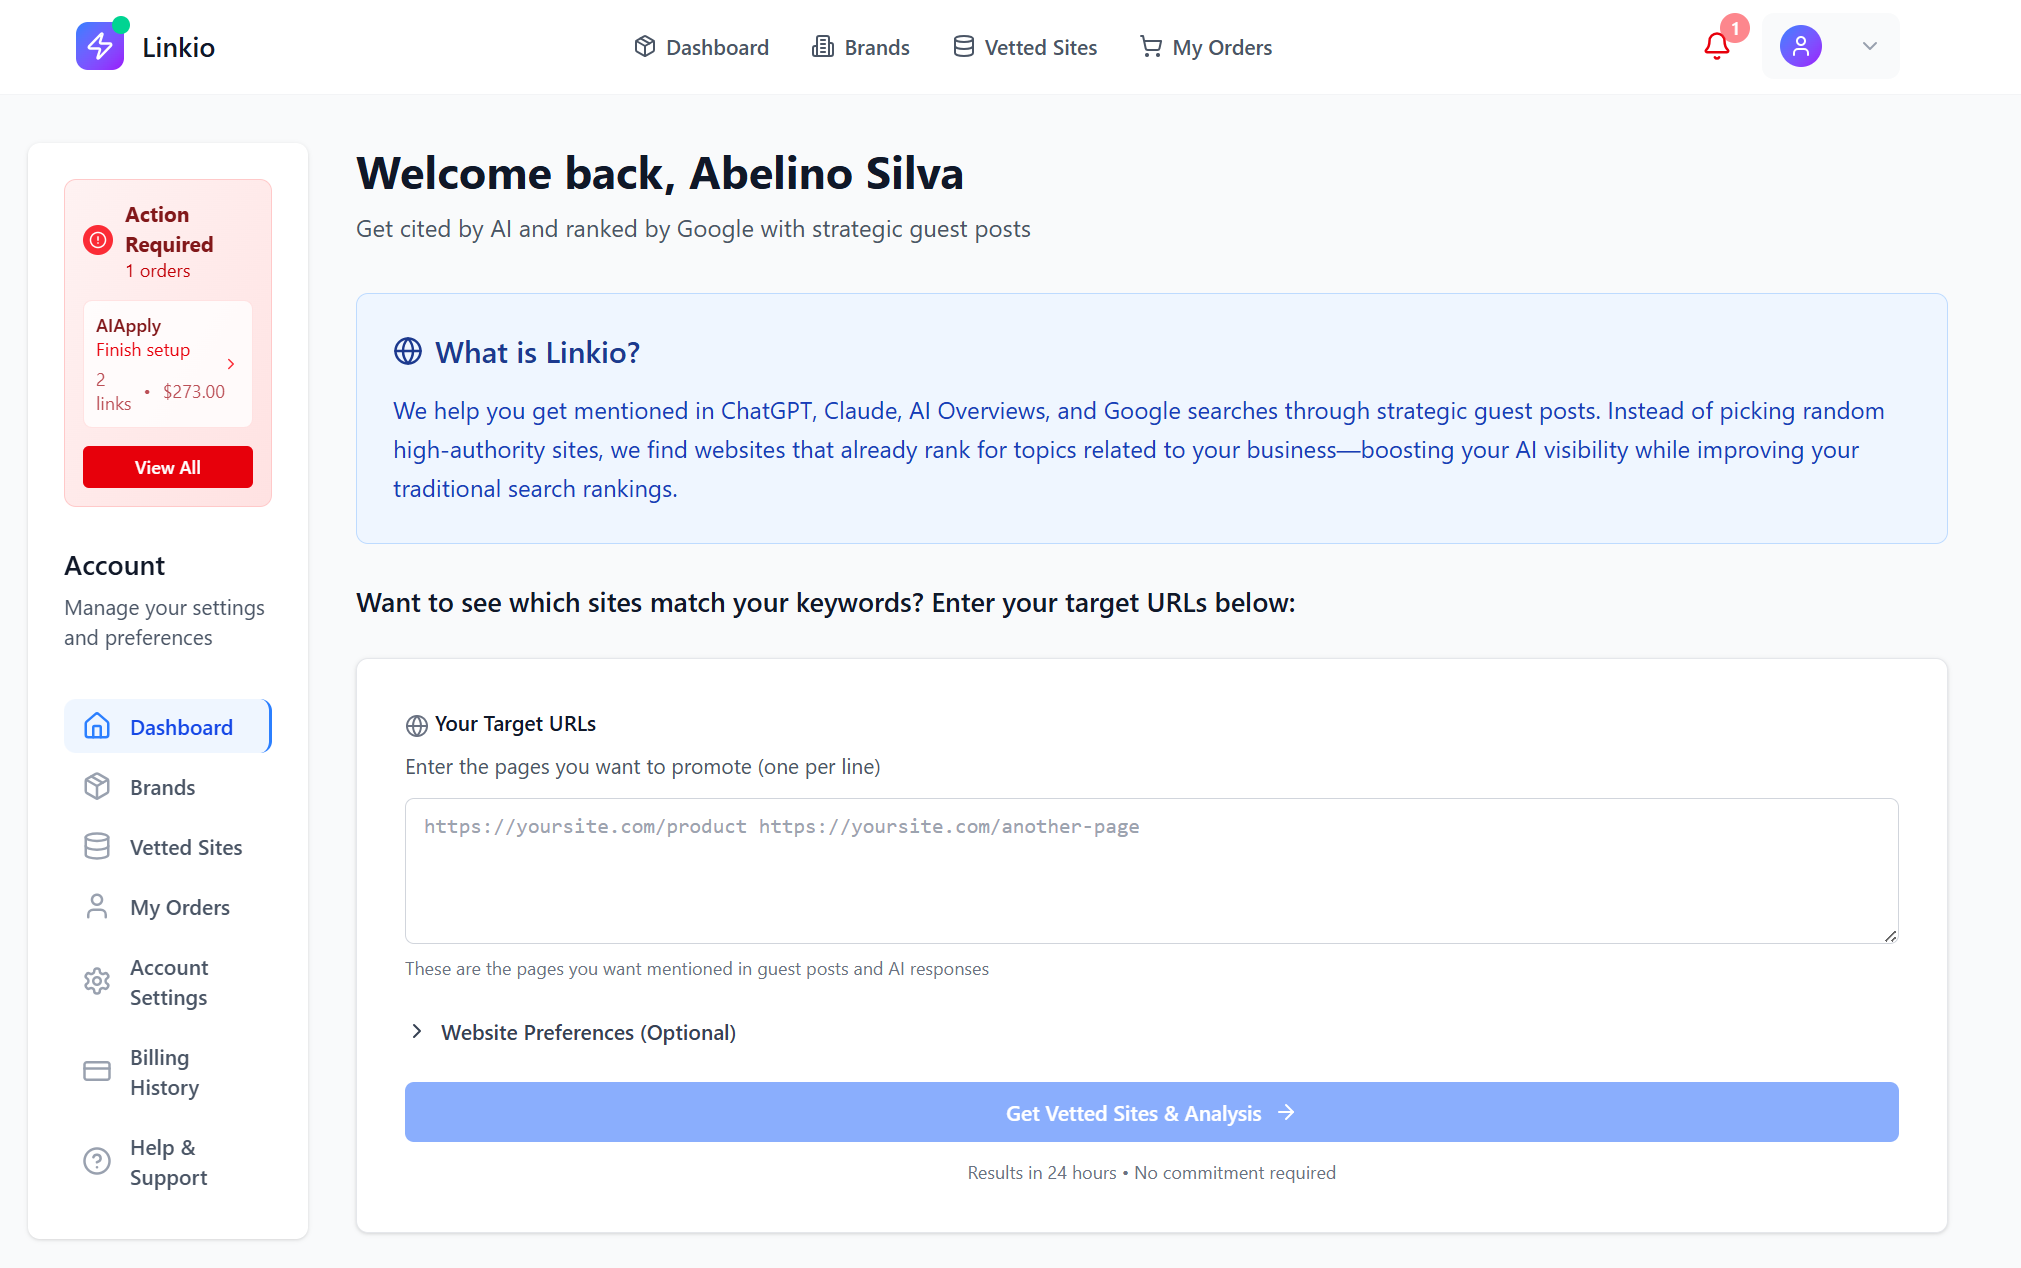 Linkio
Dashboard
Brands
Vetted Sites
My Orders
1
Action
Required
1 orders
AIApply
Finish setup
2
links
• $273.00
View All
Account
Manage your settings
and preferences
Dashboard
Brands
Vetted Sites
My Orders
Account
Settings
Billing
History
Help &
Support
Welcome back, Abelino Silva
Get cited by AI and ranked by Google with strategic guest posts
What is Linkio?
We help you get mentioned in ChatGPT, Claude, AI Overviews, and Google searches through strategic guest posts. Instead of picking random
high-authority sites, we find websites that already rank for topics related to your business—boosting your AI visibility while improving your
traditional search rankings.
Want to see which sites match your keywords? Enter your target URLs below:
Your Target URLs
Enter the pages you want to promote (one per line)
https://yoursite.com/product https://yoursite.com/another-page
These are the pages you want mentioned in guest posts and AI responses
Website Preferences (Optional)
Get Vetted Sites & Analysis
Results in 24 hours • No commitment required